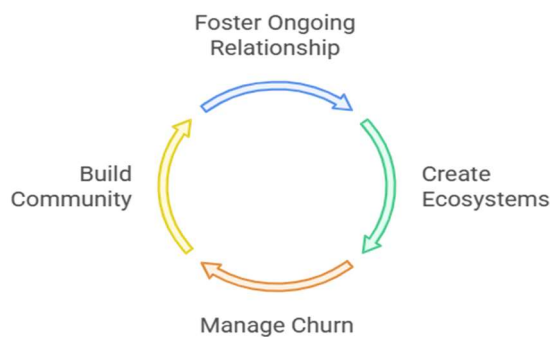 Foster Ongoing
Relationship
Build
Community
Create
Ecosystems
Manage Churn